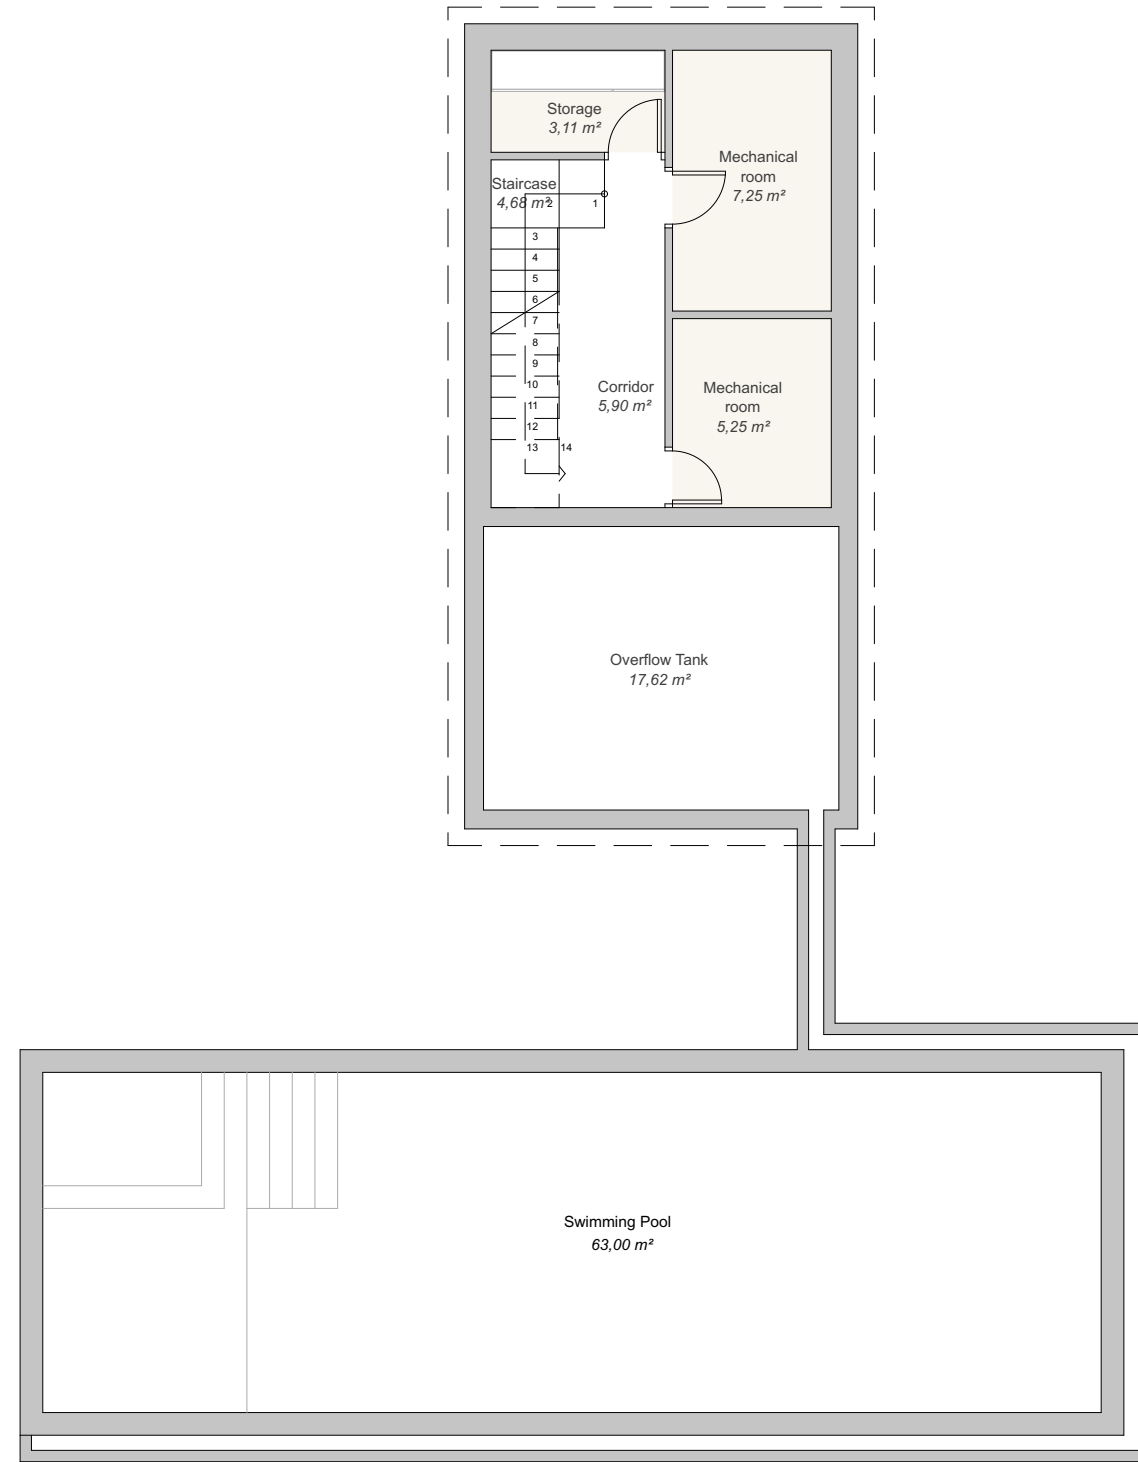 Storage
3,11 m²
Mechanical
room
7,25 m²
Staircase
4,68 m²
2
1
3
4
5
6
7
8
9
10
11
12
13
14
Corridor
5,90 m²
Mechanical
room
5,25 m²
Overflow Tank
17,62 m²
Swimming Pool
63,00 m²